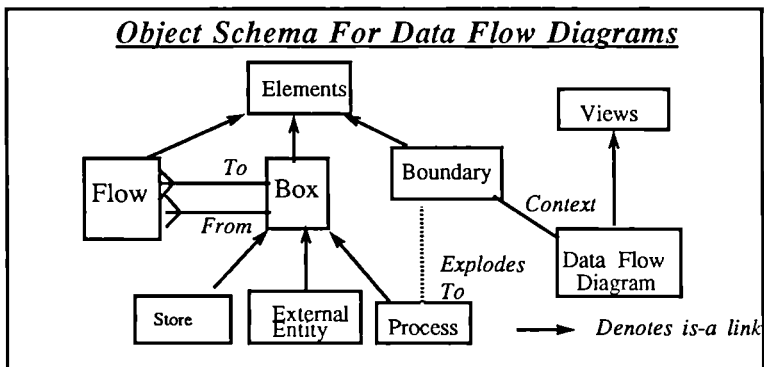 Object Schema For Data Flow Diagrams
Elements
Views
Flow
To
Box
Boundary
From
Context
Explodes
To
Data Flow
Diagram
Store
External
Entity
Process
Denotes is-a link